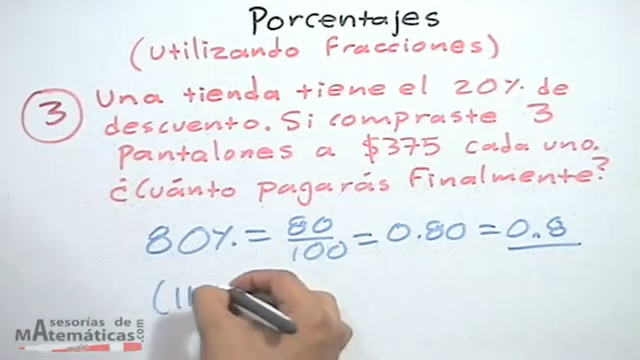 Porcentajes
(utilizando fracciones)
3 Una tienda tiene el 20% de
descuento. Si compraste 3
pantalones a $375 cada uno.
¿Cuánto pagarás finalmente?
80% = 80/100 = 0.80 = 0.8
(11
Asesorías de
Matemáticas.com